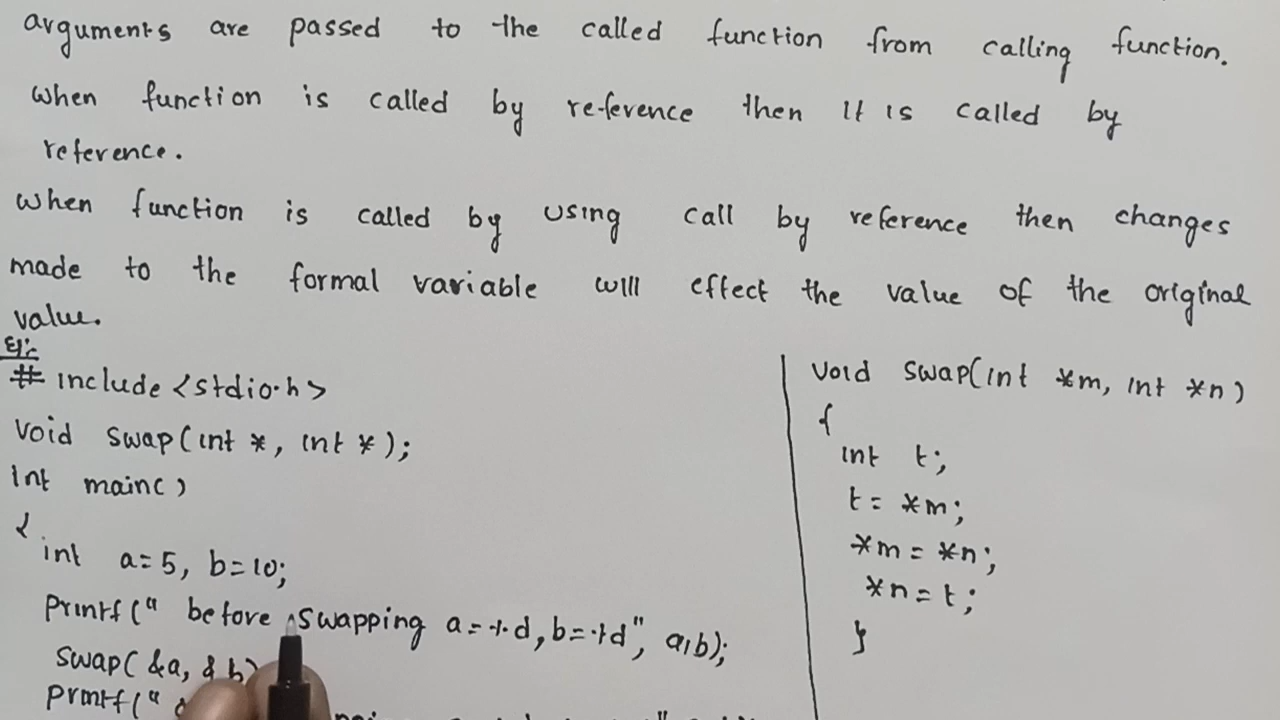 arguments are passed to the called function from calling function.
when function is called by reference then it is called by
reference.
when function is called by using call by reference then changes
made to the formal variable will effect the value of the original
value.
Ex:
#include <stdio.h>
void swap(int *, int *);
int main()
{
int a=5, b=10;
printf(" before swapping a=%d, b=%d", a,b);
swap( &a, &b)
printf("
void swap(int *m, int *n)
{
int t;
t= *m;
*m = *n;
*n = t;
}